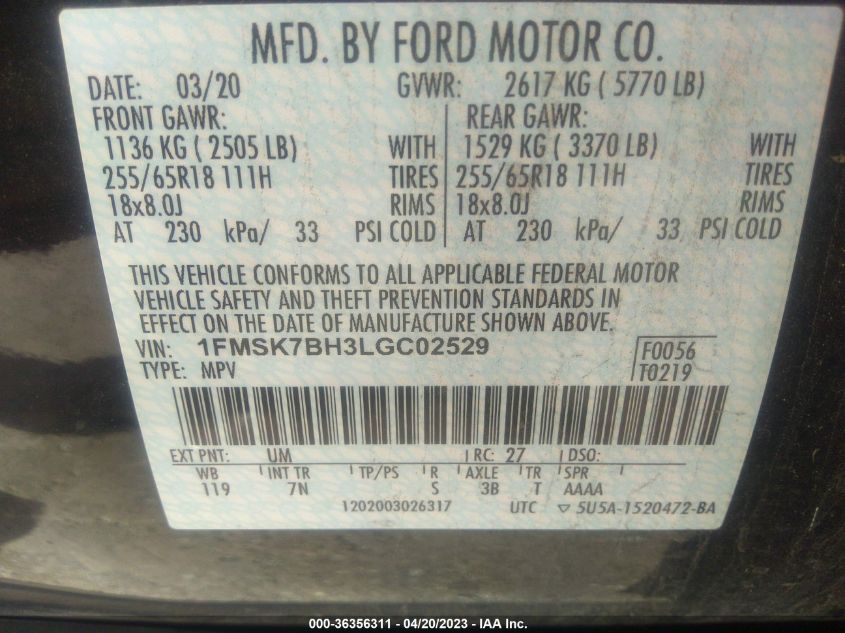 MFD. BY FORD MOTOR CO.
DATE: 03/20 GVWR: 2617 KG ( 5770 LB)
FRONT GAWR: REAR GAWR:
1136 KG ( 2505 LB) WITH 1529 KG ( 3370 LB) WITH
255/65R18 111H TIRES 255/65R18 111H TIRES
18x8.0J RIMS 18x8.0J RIMS
AT 230 kPa/ 33 PSI COLD AT 230 kPa/ 33 PSI COLD
THIS VEHICLE CONFORMS TO ALL APPLICABLE FEDERAL MOTOR
VEHICLE SAFETY AND THEFT PREVENTION STANDARDS IN
EFFECT ON THE DATE OF MANUFACTURE SHOWN ABOVE.
VIN: 1FMSK7BH3LGC02529 F0056
TYPE: MPV T0219
EXT PNT: UM RC: 27 DSO:
WB INT TR TP/PS R AXLE TR SPR
119 7N S 3B T AAAA
1202003026317 UTC ▽ 5U5A-1520472-BA
000-36356311 - 04/20/2023 - IAA Inc.